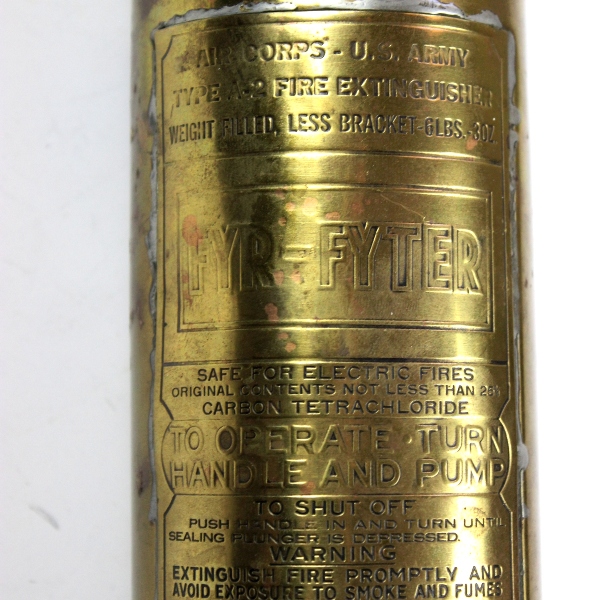 AIR CORPS - U.S. ARMY
TYPE A-2 FIRE EXTINGUISHER
WEIGHT FILLED, LESS BRACKET-6LBS.-3OZ.
FYR-FYTER
SAFE FOR ELECTRIC FIRES
ORIGINAL CONTENTS NOT LESS THAN
CARBON TETRACHLORIDE
TO OPERATE · TURN
HANDLE AND PUMP
TO SHUT OFF
PUSH HANDLE IN AND TURN UNTIL
SEALING PLUNGER IS DEPRESSED.
WARNING
EXTINGUISH FIRE PROMPTLY AND
AVOID EXPOSURE TO SMOKE AND FUMES